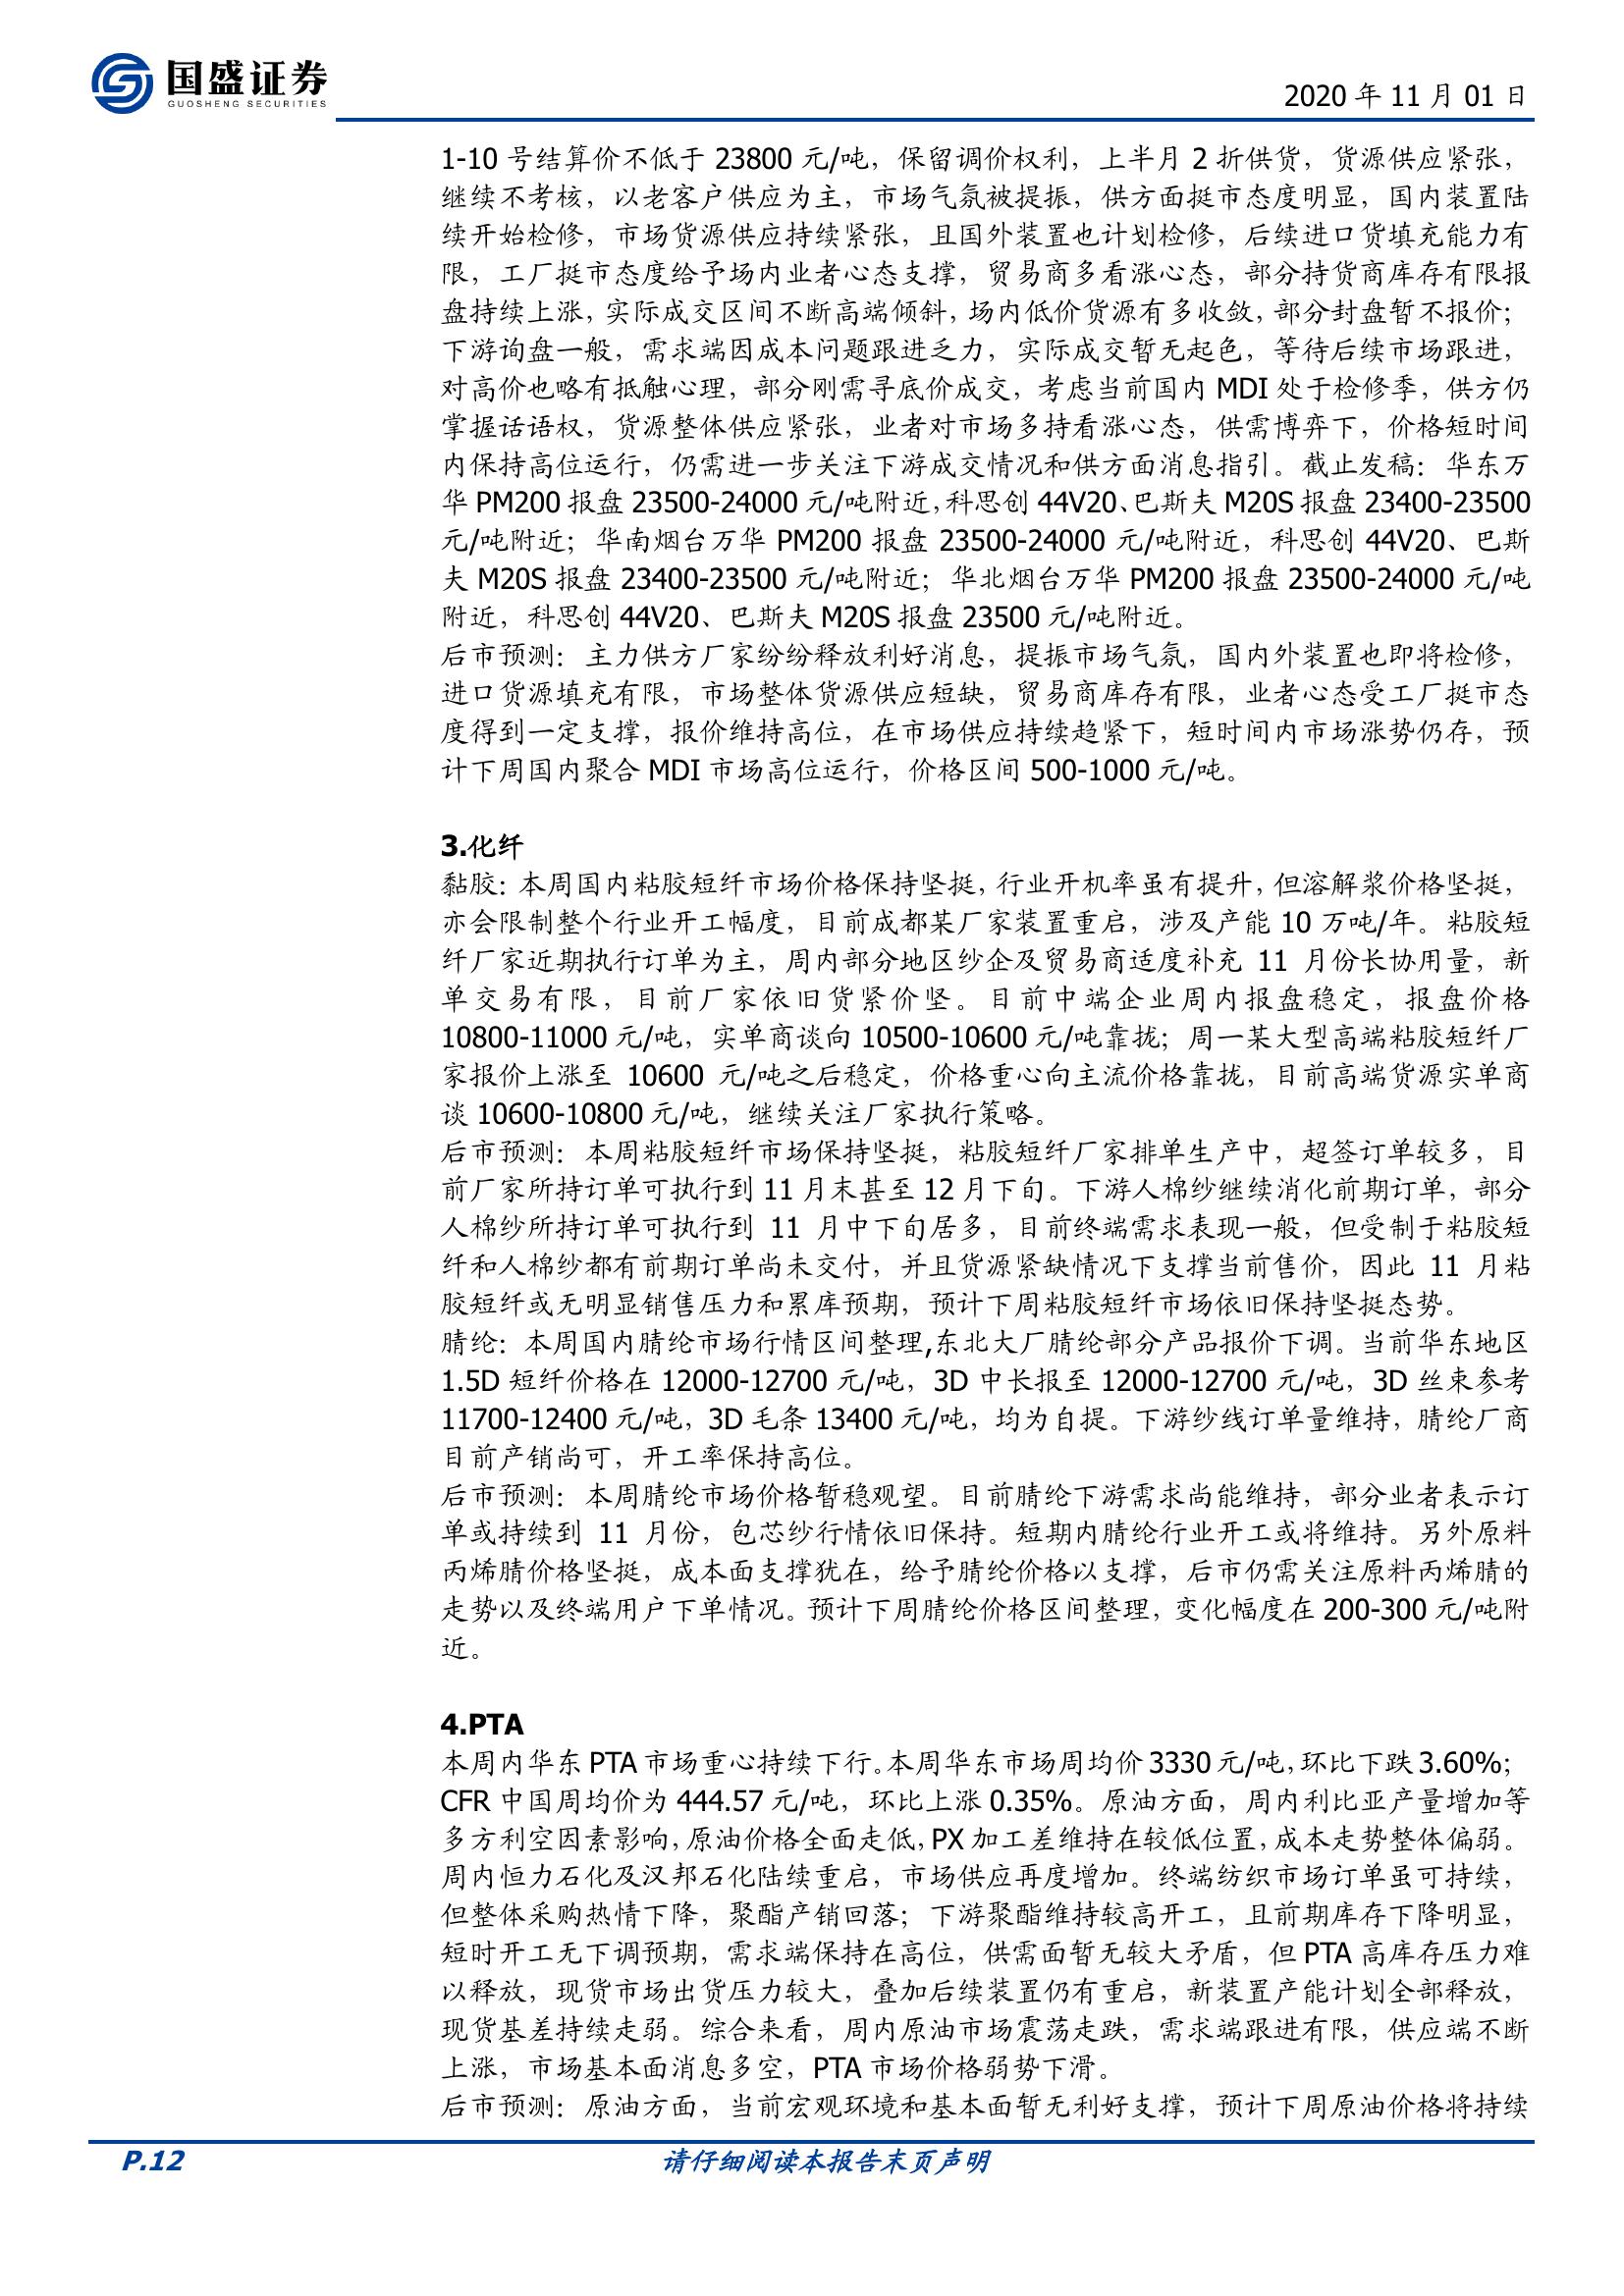 国盛证券
GUOSHENG SECURITIES
2020 年 11 月 01 日
1-10 号结算价不低于 23800 元/吨，保留调价权利，上半月 2 折供货，货源供应紧张，
继续不考核，以老客户供应为主，市场气氛被提振，供方面挺市态度明显，国内装置陆
续开始检修，市场货源供应持续紧张，且国外装置也计划检修，后续进口货填充能力有
限，工厂挺市态度给予场内业者心态支撑，贸易商多看涨心态，部分持货商库存有限报
盘持续上涨，实际成交区间不断高端倾斜，场内低价货源有多收敛，部分封盘暂不报价；
下游询盘一般，需求端因成本问题跟进乏力，实际成交暂无起色，等待后续市场跟进，
对高价也略有抵触心理，部分刚需寻底价成交，考虑当前国内 MDI 处于检修季，供方仍
掌握话语权，货源整体供应紧张，业者对市场多持看涨心态，供需博弈下，价格短时间
内保持高位运行，仍需进一步关注下游成交情况和供方面消息指引。截止发稿：华东万
华 PM200 报盘 23500-24000 元/吨附近，科思创 44V20、巴斯夫 M20S 报盘 23400-23500
元/吨附近；华南烟台万华 PM200 报盘 23500-24000 元/吨附近，科思创 44V20、巴斯
夫 M20S 报盘 23400-23500 元/吨附近；华北烟台万华 PM200 报盘 23500-24000 元/吨
附近，科思创 44V20、巴斯夫 M20S 报盘 23500 元/吨附近。
后市预测：主力供方厂家纷纷释放利好消息，提振市场气氛，国内外装置也即将检修，
进口货源填充有限，市场整体货源供应短缺，贸易商库存有限，业者心态受工厂挺市态
度得到一定支撑，报价维持高位，在市场供应持续趋紧下，短时间内市场涨势仍存，预
计下周国内聚合 MDI 市场高位运行，价格区间 500-1000 元/吨。
3.化纤
黏胶：本周国内粘胶短纤市场价格保持坚挺，行业开机率虽有提升，但溶解浆价格坚挺，
亦会限制整个行业开工幅度，目前成都某厂家装置重启，涉及产能 10 万吨/年。粘胶短
纤厂家近期执行订单为主，周内部分地区纱企及贸易商适度补充 11 月份长协用量，新
单交易有限，目前厂家依旧货紧价坚。目前中端企业周内报盘稳定，报盘价格
10800-11000 元/吨，实单商谈向 10500-10600 元/吨靠拢；周一某大型高端粘胶短纤厂
家报价上涨至 10600 元/吨之后稳定，价格重心向主流价格靠拢，目前高端货源实单商
谈 10600-10800 元/吨，继续关注厂家执行策略。
后市预测：本周粘胶短纤市场保持坚挺，粘胶短纤厂家排单生产中，超签订单较多，目
前厂家所持订单可执行到 11 月末甚至 12 月下旬。下游人棉纱继续消化前期订单，部分
人棉纱所持订单可执行到 11 月中下旬居多，目前终端需求表现一般，但受制于粘胶短
纤和人棉纱都有前期订单尚未交付，并且货源紧缺情况下支撑当前售价，因此 11 月粘
胶短纤或无明显销售压力和累库预期，预计下周粘胶短纤市场依旧保持坚挺态势。
腈纶：本周国内腈纶市场行情区间整理,东北大厂腈纶部分产品报价下调。当前华东地区
1.5D 短纤价格在 12000-12700 元/吨，3D 中长报至 12000-12700 元/吨，3D 丝束参考
11700-12400 元/吨，3D 毛条 13400 元/吨，均为自提。下游纱线订单量维持，腈纶厂商
目前产销尚可，开工率保持高位。
后市预测：本周腈纶市场价格暂稳观望。目前腈纶下游需求尚能维持，部分业者表示订
单或持续到 11 月份，包芯纱行情依旧保持。短期内腈纶行业开工或将维持。另外原料
丙烯腈价格坚挺，成本面支撑犹在，给予腈纶价格以支撑，后市仍需关注原料丙烯腈的
走势以及终端用户下单情况。预计下周腈纶价格区间整理，变化幅度在 200-300 元/吨附
近。
4.PTA
本周内华东 PTA 市场重心持续下行。本周华东市场周均价 3330 元/吨，环比下跌 3.60%；
CFR 中国周均价为 444.57 元/吨，环比上涨 0.35%。原油方面，周内利比亚产量增加等
多方利空因素影响，原油价格全面走低，PX 加工差维持在较低位置，成本走势整体偏弱。
周内恒力石化及汉邦石化陆续重启，市场供应再度增加。终端纺织市场订单虽可持续，
但整体采购热情下降，聚酯产销回落；下游聚酯维持较高开工，且前期库存下降明显，
短时开工无下调预期，需求端保持在高位，供需面暂无较大矛盾，但 PTA 高库存压力难
以释放，现货市场出货压力较大，叠加后续装置仍有重启，新装置产能计划全部释放，
现货基差持续走弱。综合来看，周内原油市场震荡走跌，需求端跟进有限，供应端不断
上涨，市场基本面消息多空，PTA 市场价格弱势下滑。
后市预测：原油方面，当前宏观环境和基本面暂无利好支撑，预计下周原油价格将持续
P.12
请仔细阅读本报告末页声明